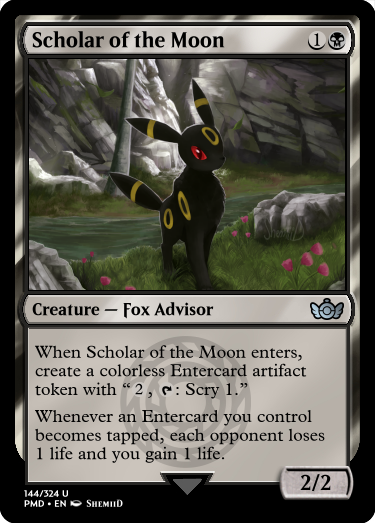 Scholar of the Moon 1
Creature — Fox Advisor
When Scholar of the Moon enters,
create a colorless Entercard artifact
token with “ 2 , : Scry 1.”
Whenever an Entercard you control
becomes tapped, each opponent loses
1 life and you gain 1 life.
2/2
144/324 U
PMD • EN SHEMIID